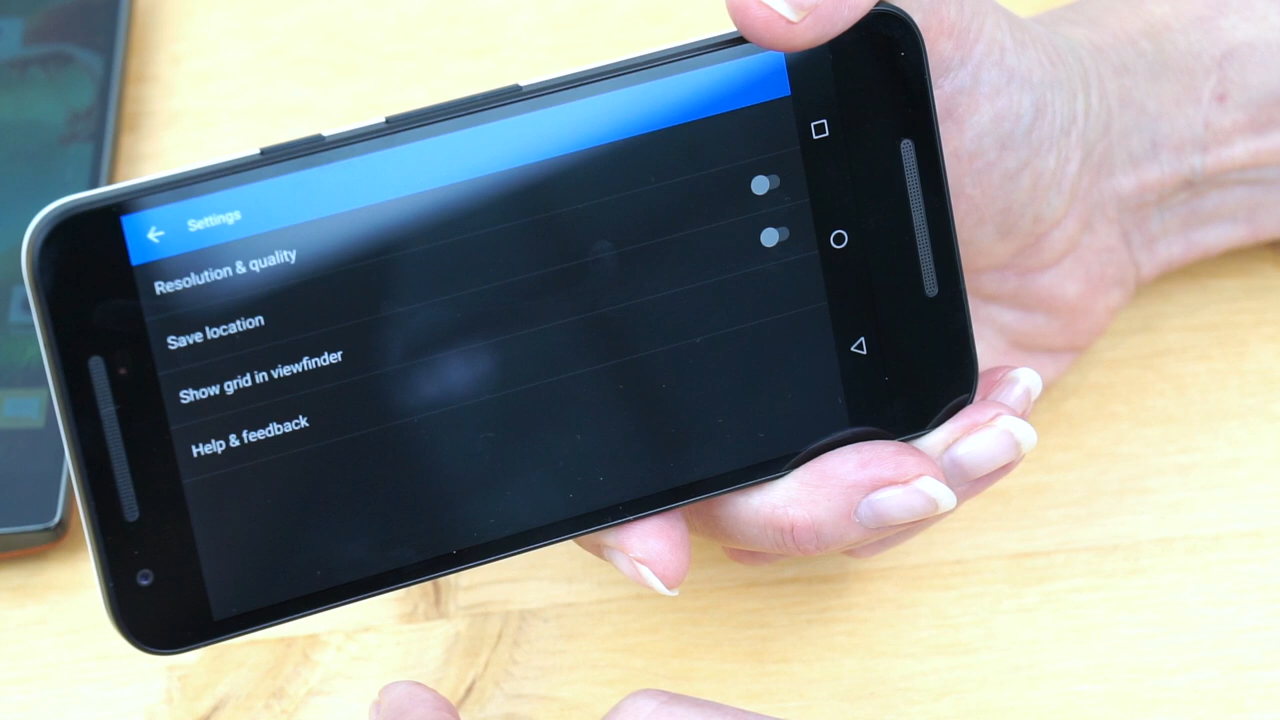 Settings
Resolution & quality
Save location
Show grid in viewfinder
Help & feedback